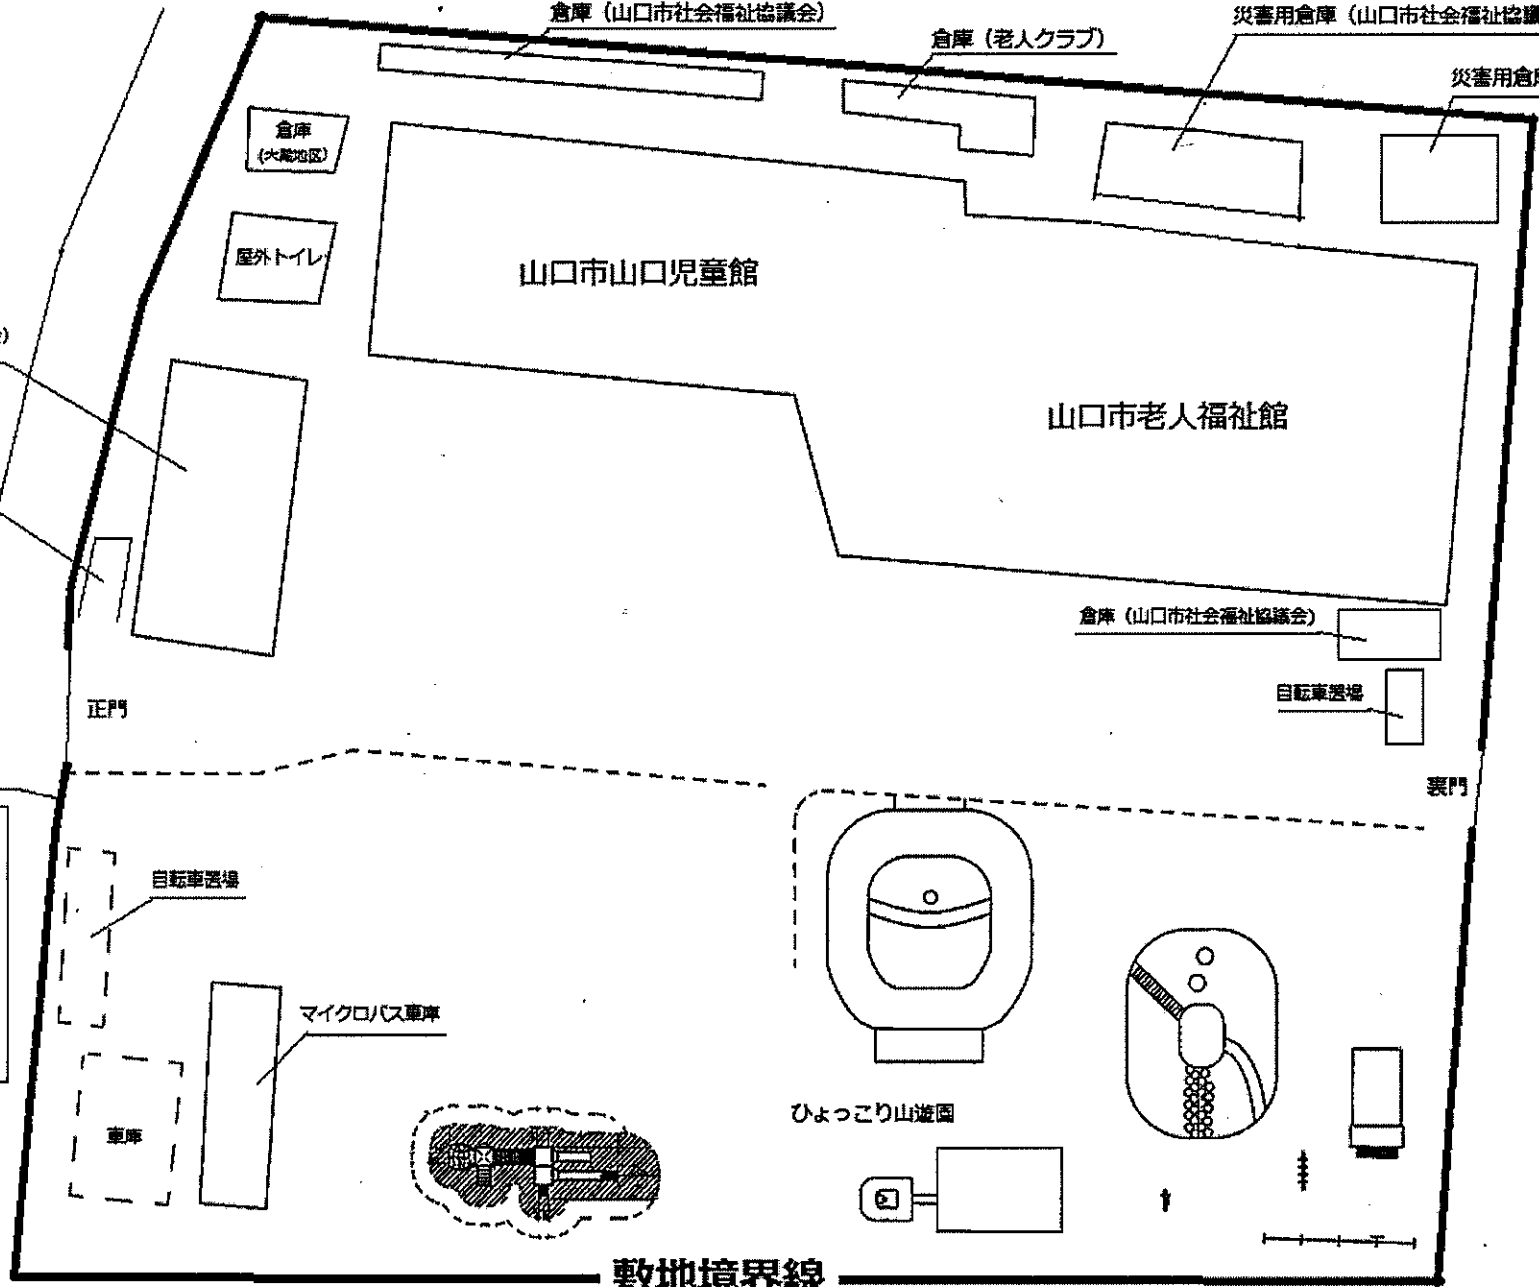 倉庫（山口市社会福祉協議会）
災害用倉庫（山口市社会福祉協議
倉庫（老人クラブ）
災害用倉庫
倉庫
(大殿地区)
屋外トイレ
山口市山口児童館
山口市老人福祉館
倉庫（山口市社会福祉協議会）
自転車置場
正門
裏門
自転車置場
マイクロバス車庫
ひょっこり山遊園
車庫
敷地境界線